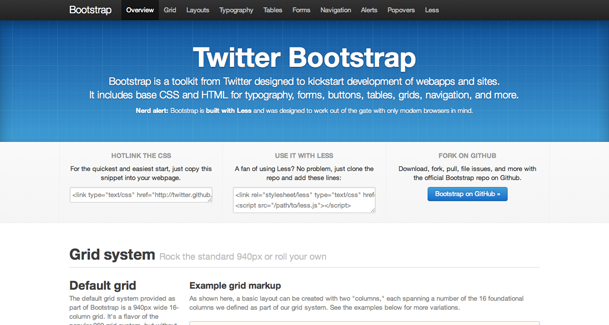 Bootstrap Overview Grid Layouts Typography Tables Forms Navigation Alerts Popovers Less
Twitter Bootstrap
Bootstrap is a toolkit from Twitter designed to kickstart development of webapps and sites.
It includes base CSS and HTML for typography, forms, buttons, tables, grids, navigation, and more.
Nerd alert: Bootstrap is built with Less and was designed to work out of the gate with only modern browsers in mind.
HOTLINK THE CSS
For the quickest and easiest start, just copy this
snippet into your webpage.
<link type="text/css" href="http://twitter.github.
USE IT WITH LESS
A fan of using Less? No problem, just clone the
repo and add these lines:
<link rel="stylesheet/less" type="text/css" href
<script src="/path/to/less.js"></script>
FORK ON GITHUB
Download, fork, pull, file issues, and more with
the official Bootstrap repo on Github.
Bootstrap on GitHub »
Grid system Rock the standard 940px or roll your own
Default grid
The default grid system provided as
part of Bootstrap is a 940px wide 16-
column grid. It's a flavor of the
Example grid markup
As shown here, a basic layout can be created with two "columns," each spanning a number of the 16 foundational
columns we defined as part of our grid system. See the examples below for more variations.